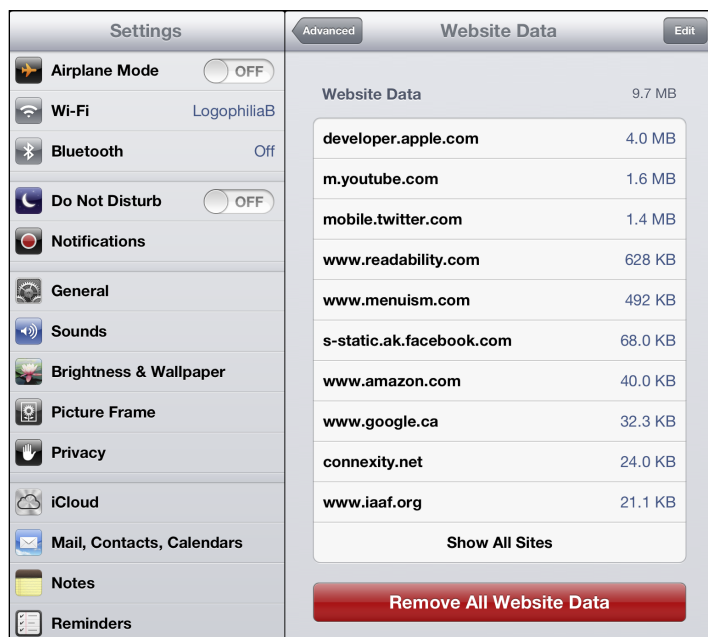 Settings
Airplane Mode OFF
Wi-Fi LogophiliaB
Bluetooth Off
Do Not Disturb OFF
Notifications
General
Sounds
Brightness & Wallpaper
Picture Frame
Privacy
iCloud
Mail, Contacts, Calendars
Notes
Reminders
Advanced Website Data Edit
Website Data 9.7 MB
developer.apple.com 4.0 MB
m.youtube.com 1.6 MB
mobile.twitter.com 1.4 MB
www.readability.com 628 KB
www.menuism.com 492 KB
s-static.ak.facebook.com 68.0 KB
www.amazon.com 40.0 KB
www.google.ca 32.3 KB
connexity.net 24.0 KB
www.iaaf.org 21.1 KB
Show All Sites
Remove All Website Data